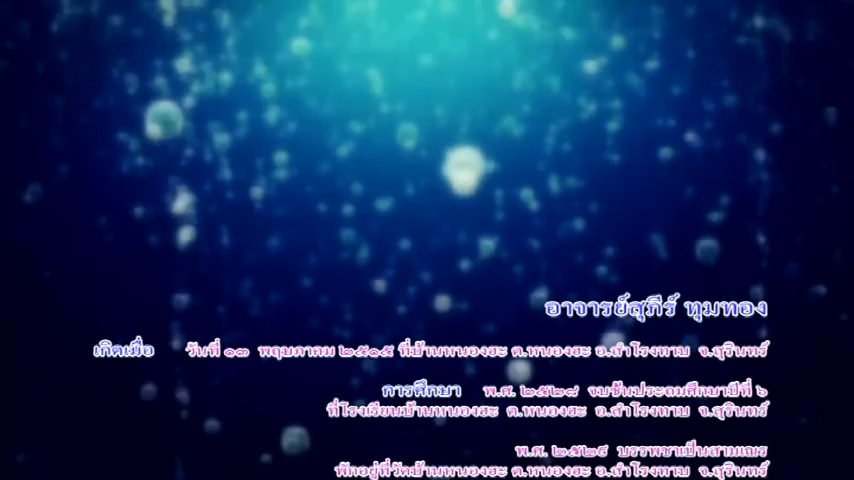 อาจารย์สุภีร์ ทุมทอง
เกิดเมื่อ วันที่ ๑๓ พฤษภาคม ๒๕๑๕ ที่บ้านหนองฮะ ต.หนองฮะ อ.สำโรงทาบ จ.สุรินทร์
การศึกษา พ.ศ. ๒๕๒๘ จบชั้นประถมศึกษาปีที่ ๖
ที่โรงเรียนบ้านหนองฮะ ต.หนองฮะ อ.สำโรงทาบ จ.สุรินทร์
พ.ศ. ๒๕๒๙ บรรพชาเป็นสามเณร
พักอยู่ที่วัดบ้านหนองฮะ ต.หนองฮะ อ.สำโรงทาบ จ.สุรินทร์